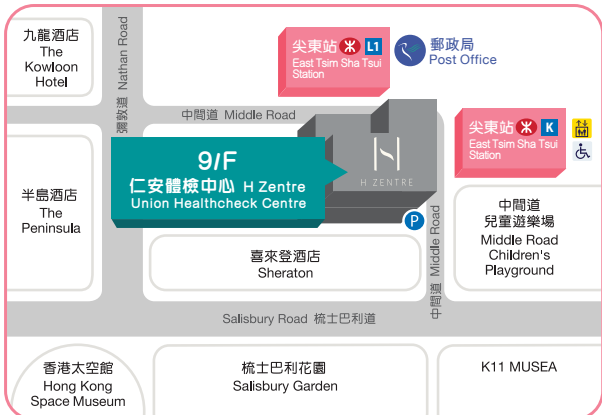 九龍酒店
The
Kowloon
Hotel
彌敦道 Nathan Road
尖東站 L1
East Tsim Sha Tsui
Station
郵政局
Post Office
中間道 Middle Road
尖東站 K
East Tsim Sha Tsui
Station
9/F
仁安體檢中心 H Zentre
Union Healthcheck Centre
H ZENTRE
P
半島酒店
The
Peninsula
喜來登酒店
Sheraton
中間道 Middle Road
中間道
兒童遊樂場
Middle Road
Children's
Playground
Salisbury Road 梳士巴利道
香港太空館
Hong Kong
Space Museum
梳士巴利花園
Salisbury Garden
K11 MUSEA